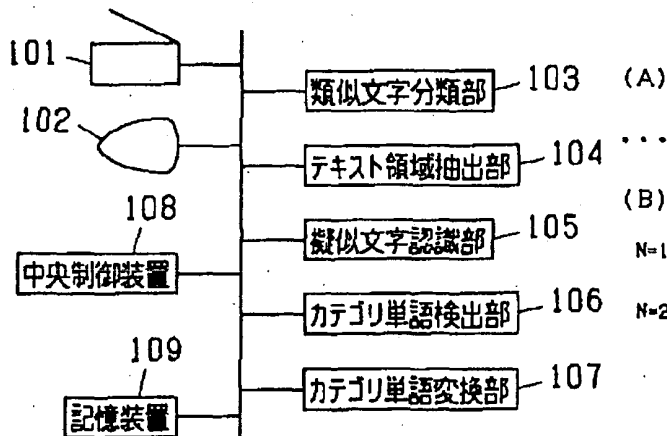 101
102
108
中央制御装置
109
記憶装置
類似文字分類部 103
テキスト領域抽出部 104
擬似文字認識部 105
カテゴリ単語検出部 106
カテゴリ単語変換部 107
(A)
・・・
(B)
N=1
N=2